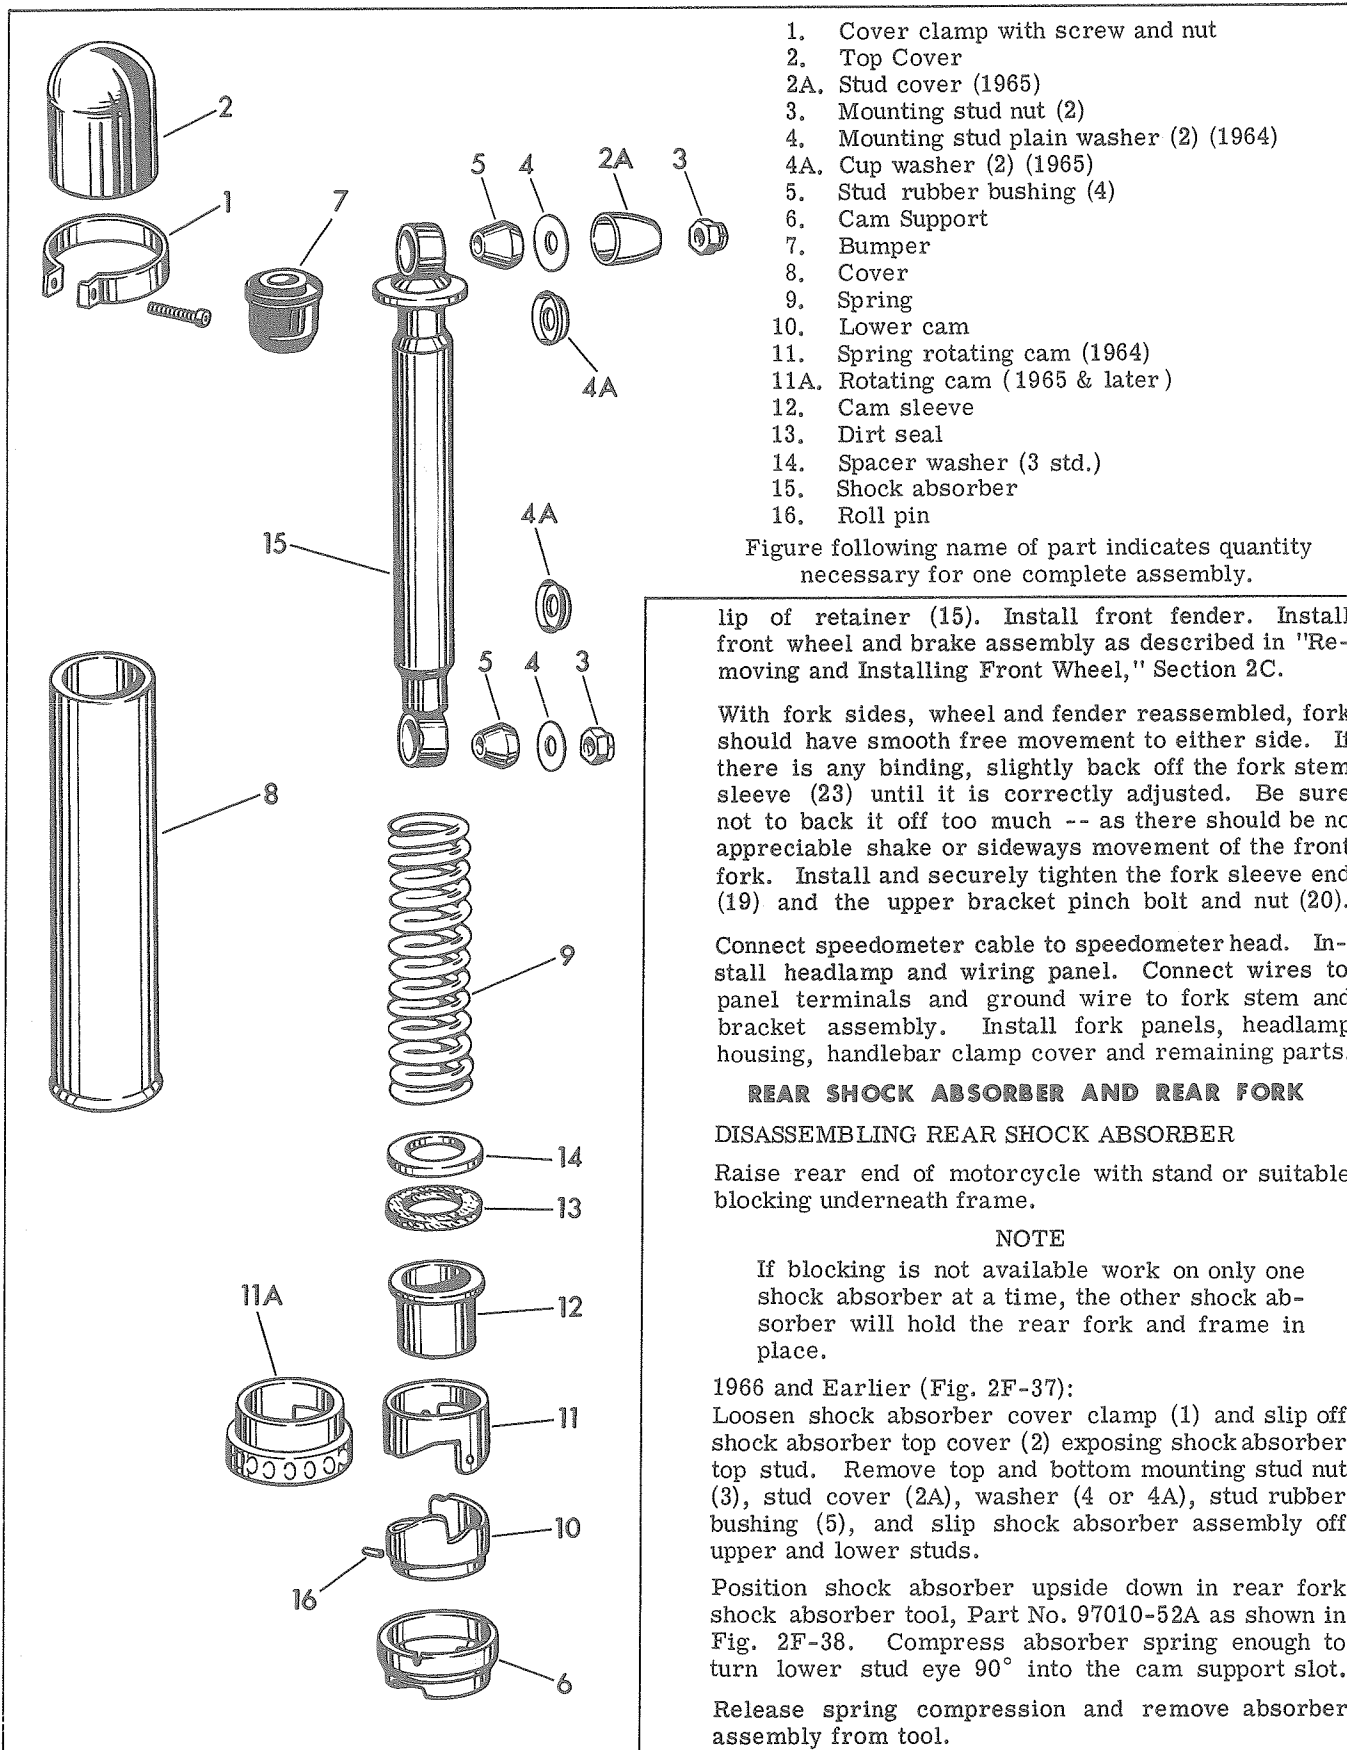 1. Cover clamp with screw and nut
2. Top Cover
2A. Stud cover (1965)
3. Mounting stud nut (2)
4. Mounting stud plain washer (2) (1964)
4A. Cup washer (2) (1965)
5. Stud rubber bushing (4)
6. Cam Support
7. Bumper
8. Cover
9. Spring
10. Lower cam
11. Spring rotating cam (1964)
11A. Rotating cam (1965 & later)
12. Cam sleeve
13. Dirt seal
14. Spacer washer (3 std.)
15. Shock absorber
16. Roll pin
Figure following name of part indicates quantity
necessary for one complete assembly.
2
1
7
5
4
2A
3
4A
15
4A
5
4
3
8
9
14
13
12
11A
11
10
16
6
lip of retainer (15). Install front fender. Install
front wheel and brake assembly as described in "Re-
moving and Installing Front Wheel," Section 2C.
With fork sides, wheel and fender reassembled, fork
should have smooth free movement to either side. If
there is any binding, slightly back off the fork stem
sleeve (23) until it is correctly adjusted. Be sure
not to back it off too much -- as there should be no
appreciable shake or sideways movement of the front
fork. Install and securely tighten the fork sleeve end
(19) and the upper bracket pinch bolt and nut (20).
Connect speedometer cable to speedometer head. In-
stall headlamp and wiring panel. Connect wires to
panel terminals and ground wire to fork stem and
bracket assembly. Install fork panels, headlamp
housing, handlebar clamp cover and remaining parts.
REAR SHOCK ABSORBER AND REAR FORK
DISASSEMBLING REAR SHOCK ABSORBER
Raise rear end of motorcycle with stand or suitable
blocking underneath frame.
NOTE
If blocking is not available work on only one
shock absorber at a time, the other shock ab-
sorber will hold the rear fork and frame in
place.
1966 and Earlier (Fig. 2F-37):
Loosen shock absorber cover clamp (1) and slip off
shock absorber top cover (2) exposing shock absorber
top stud. Remove top and bottom mounting stud nut
(3), stud cover (2A), washer (4 or 4A), stud rubber
bushing (5), and slip shock absorber assembly off
upper and lower studs.
Position shock absorber upside down in rear fork
shock absorber tool, Part No. 97010-52A as shown in
Fig. 2F-38. Compress absorber spring enough to
turn lower stud eye 90° into the cam support slot.
Release spring compression and remove absorber
assembly from tool.